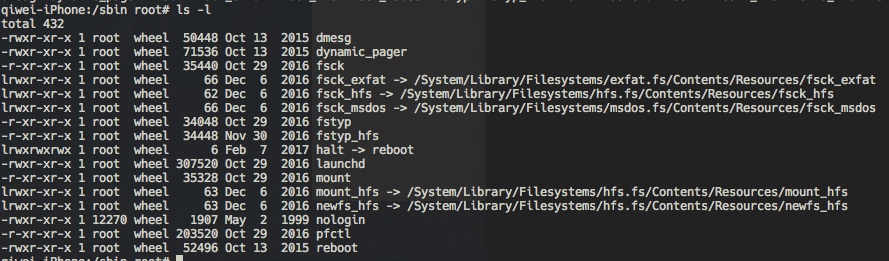 qiwei-iPhone:/sbin root# ls -l
total 432
-rwxr-xr-x 1 root  wheel  50448 Oct 13  2015 dmesg
-rwxr-xr-x 1 root  wheel  71536 Oct 13  2015 dynamic_pager
-r-xr-xr-x 1 root  wheel  35440 Oct 29  2016 fsck
lrwxr-xr-x 1 root  wheel     66 Dec  6  2016 fsck_exfat -> /System/Library/Filesystems/exfat.fs/Contents/Resources/fsck_exfat
lrwxr-xr-x 1 root  wheel     62 Dec  6  2016 fsck_hfs -> /System/Library/Filesystems/hfs.fs/Contents/Resources/fsck_hfs
lrwxr-xr-x 1 root  wheel     66 Dec  6  2016 fsck_msdos -> /System/Library/Filesystems/msdos.fs/Contents/Resources/fsck_msdos
-r-xr-xr-x 1 root  wheel  34048 Oct 29  2016 fstyp
-r-xr-xr-x 1 root  wheel  34448 Nov 30  2016 fstyp_hfs
lrwxrwxrwx 1 root  wheel      6 Feb  7  2017 halt -> reboot
-r-xr-xr-x 1 root  wheel 307520 Oct 29  2016 launchd
-r-xr-xr-x 1 root  wheel  35328 Oct 29  2016 mount
lrwxr-xr-x 1 root  wheel     63 Dec  6  2016 mount_hfs -> /System/Library/Filesystems/hfs.fs/Contents/Resources/mount_hfs
lrwxr-xr-x 1 root  wheel     63 Dec  6  2016 newfs_hfs -> /System/Library/Filesystems/hfs.fs/Contents/Resources/newfs_hfs
-rwxr-xr-x 1 12270 wheel   1907 May  2  1999 nologin
-r-xr-xr-x 1 root  wheel 203520 Oct 29  2016 pfctl
-rwxr-xr-x 1 root  wheel  52496 Oct 13  2015 reboot
qiwei-iPhone:/sbin root#